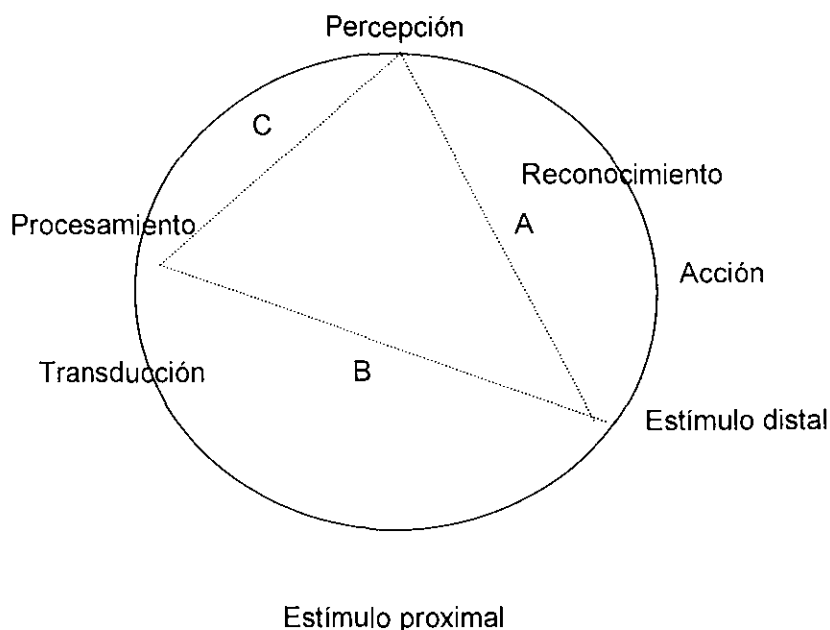 Percepción
C
Reconocimiento
Procesamiento
A
Acción
Transducción
B
Estímulo distal
Estímulo proximal